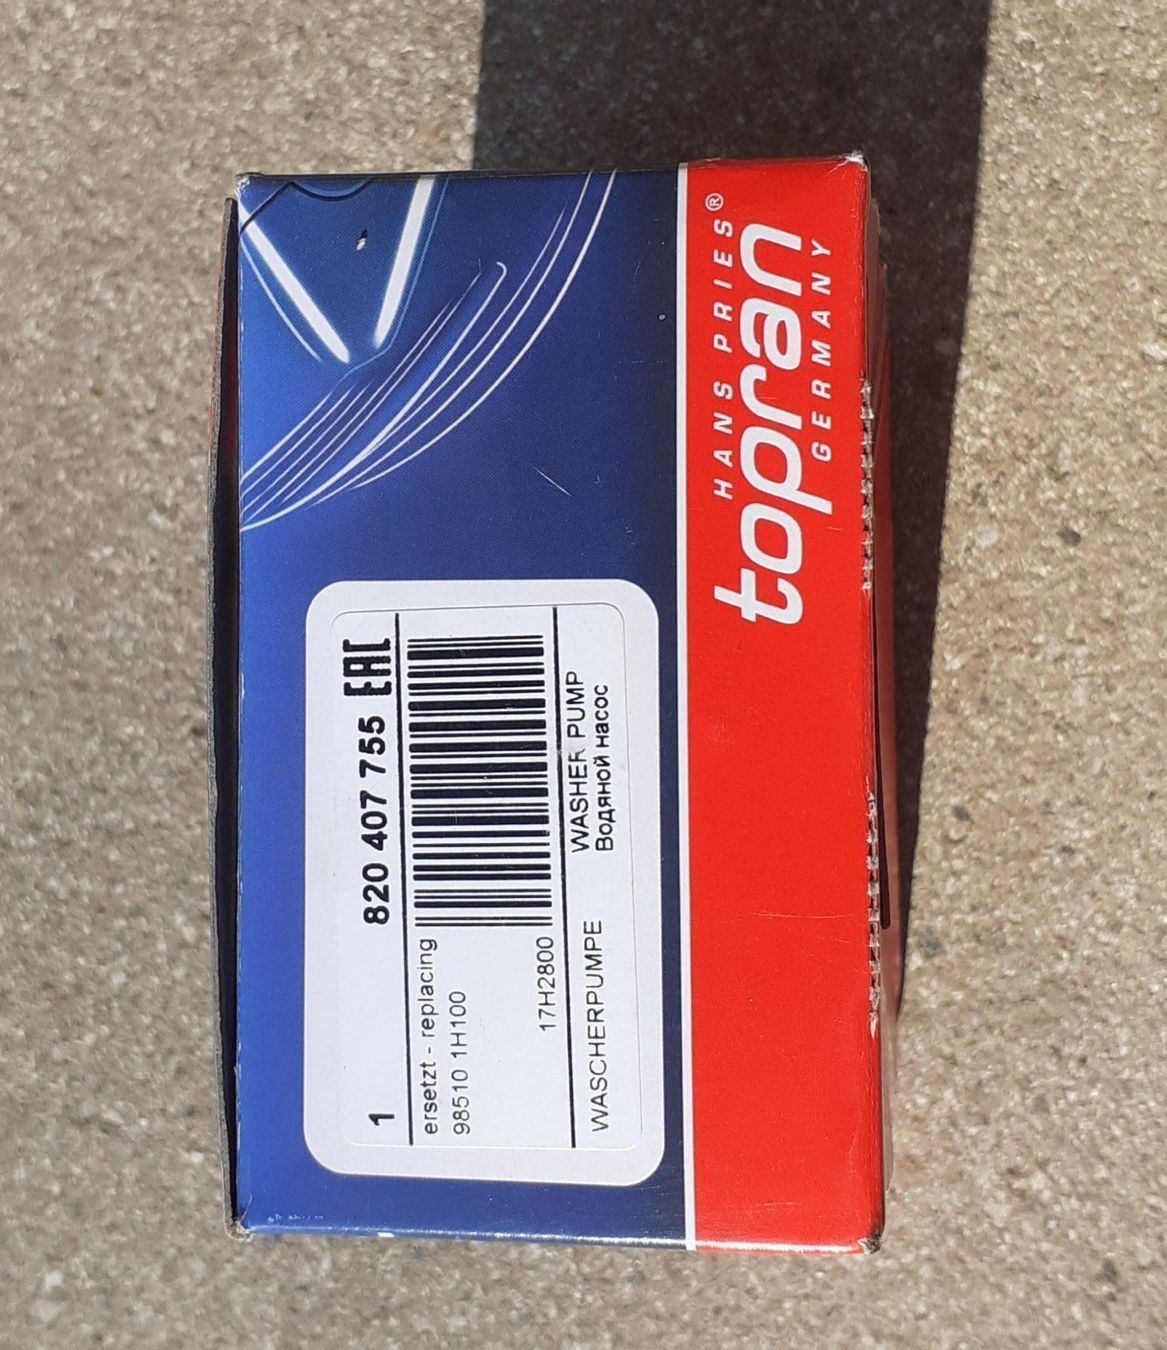 HANS PRIES®
topran
GERMANY
1 820 407 755 EAC
ersetzt - replacing
98510 1H100
17H2800
WASCHERPUMPE WASHER PUMP
Водяной насос